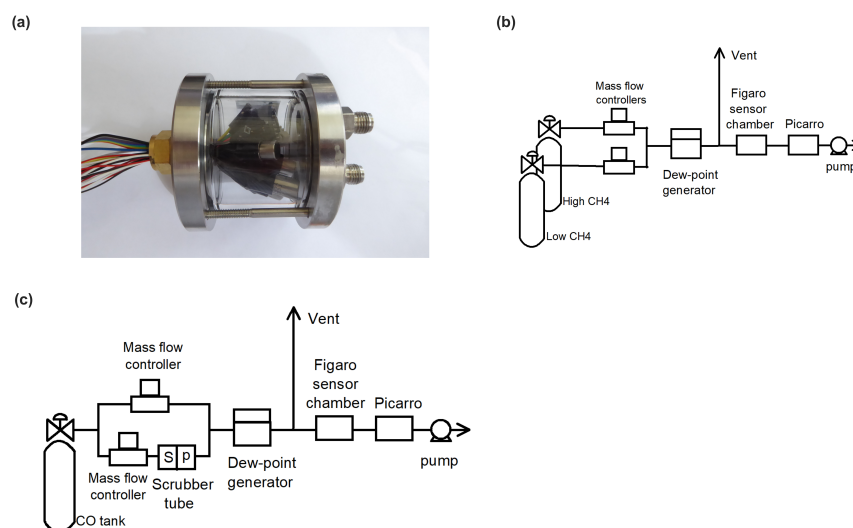 (a)
(b)
Vent
Mass flow
controllers
Figaro
sensor
chamber
Picarro
pump
Dew-point
generator
High CH4
Low CH4
(c)
Vent
Mass flow
controller
Figaro
sensor
chamber
Picarro
pump
Dew-point
generator
S p
Mass flow
controller
Scrubber
tube
CO tank